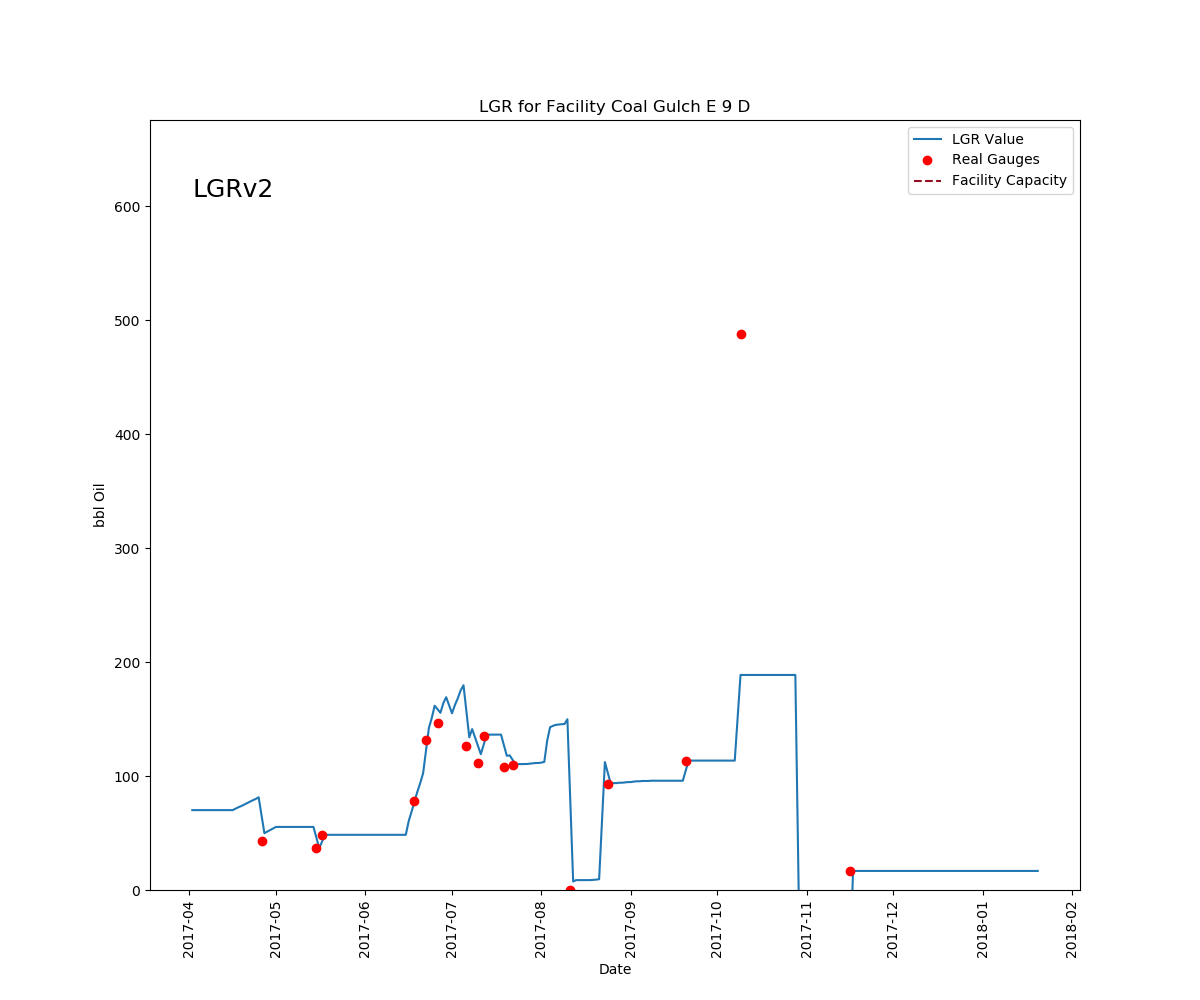 LGR for Facility Coal Gulch E 9 D
LGR Value
Real Gauges
Facility Capacity
LGRv2
600
500
400
300
200
100
0
bbl Oil
2017-04
2017-05
2017-06
2017-07
2017-08
2017-09
2017-10
2017-11
2017-12
2018-01
2018-02
Date